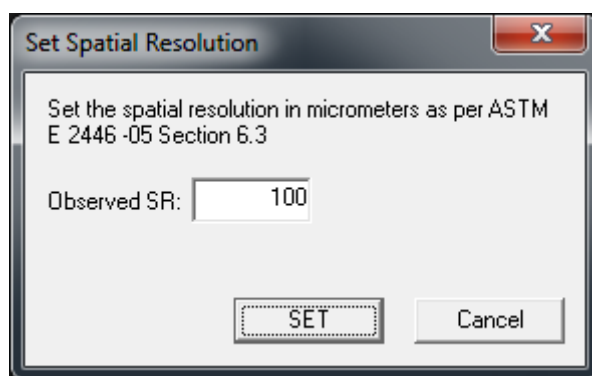 Set Spatial Resolution
Set the spatial resolution in micrometers as per ASTM
E 2446 -05 Section 6.3
Observed SR: 100
SET Cancel